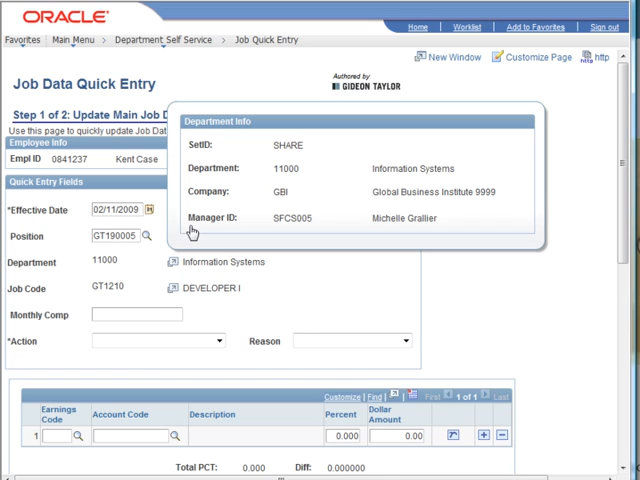 ORACLE
Home Worklist Add to Favorites Sign out
Favorites Main Menu > Department Self Service > Job Quick Entry
New Window Customize Page http
Job Data Quick Entry
Authored by
GIDEON TAYLOR
Step 1 of 2: Update Main Job D
Use this page to quickly update Job Dat
Employee Info
Empl ID 0841237 Kent Case
Quick Entry Fields
Department Info
SetID: SHARE
Department: 11000 Information Systems
Company: GBI Global Business Institute 9999
Manager ID: SFCS005 Michelle Grallier
*Effective Date 02/11/2009
Position GT190005
Department 11000 Information Systems
Job Code GT1210 DEVELOPER I
Monthly Comp
*Action Reason
Customize | Find | First 1 of 1 Last
Earnings Code Account Code Description Percent Dollar Amount
1 0.000 0.00
Total PCT: 0.000 Diff: 0.000000